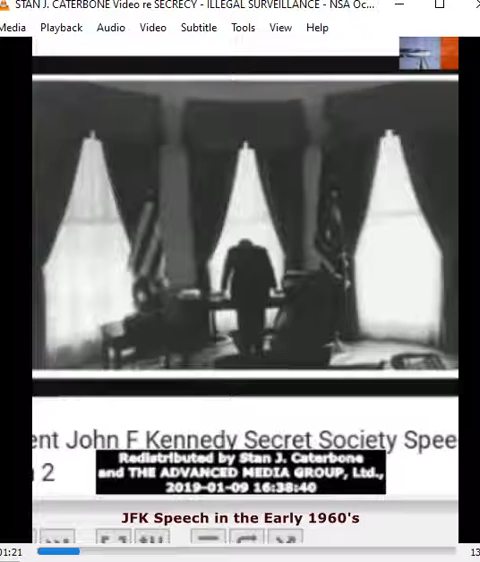 STAN J. CATERBONE Video re SECRECY - ILLEGAL SURVEILLANCE - NSA Oc...
Media Playback Audio Video Subtitle Tools View Help
ent John F Kennedy Secret Society Spee
2
Redistributed by Stan J. Caterbone
and THE ADVANCED MEDIA GROUP, Ltd.,
2019-01-09 16:38:40
JFK Speech in the Early 1960's
01:21 13